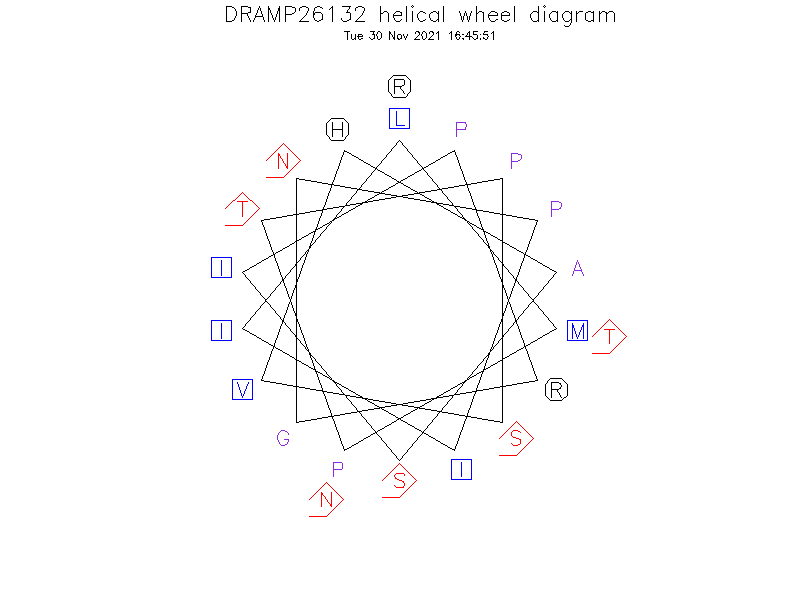 DRAMP26132 helical wheel diagram
Tue 30 Nov 2021 16:45:51
R
H L P
N P
T P
I A
I M T
V R
G S
P I
N S